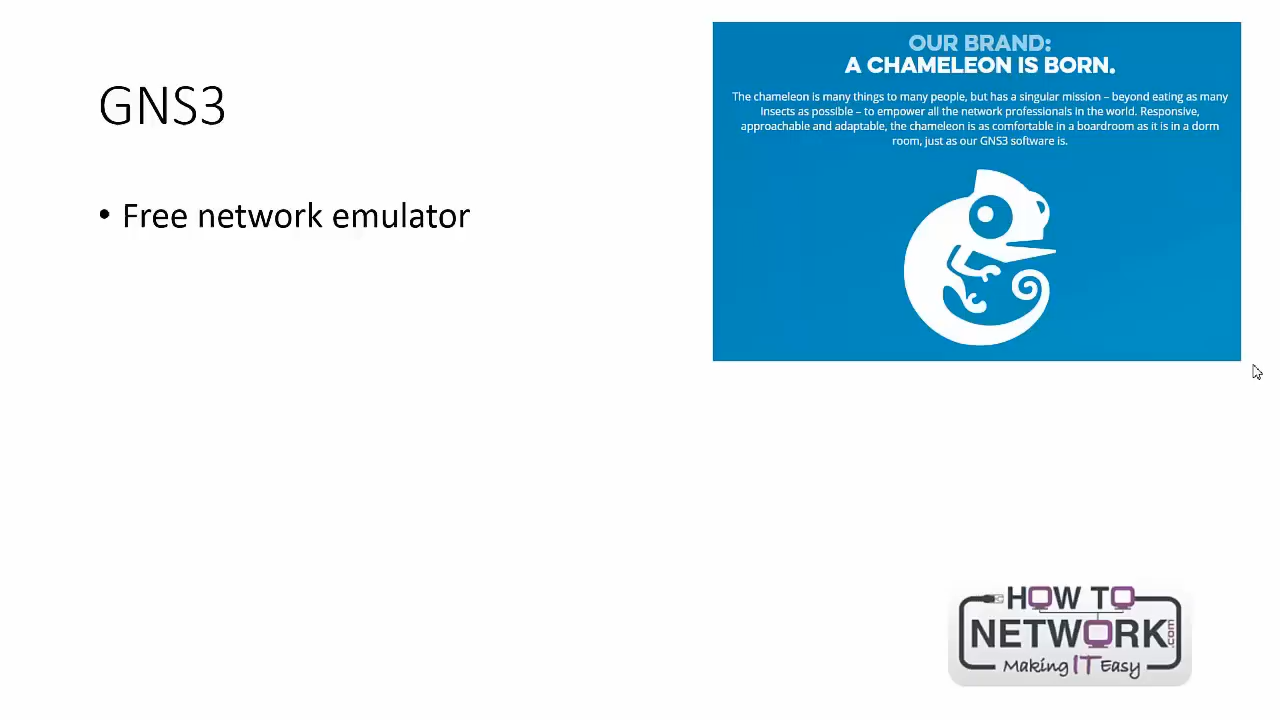 GNS3
• Free network emulator
OUR BRAND:
A CHAMELEON IS BORN.
The chameleon is many things to many people, but has a singular mission – beyond eating as many
insects as possible – to empower all the network professionals in the world. Responsive,
approachable and adaptable, the chameleon is as comfortable in a boardroom as it is in a dorm
room, just as our GNS3 software is.
HOW TO
NETWORK.com
Making IT Easy